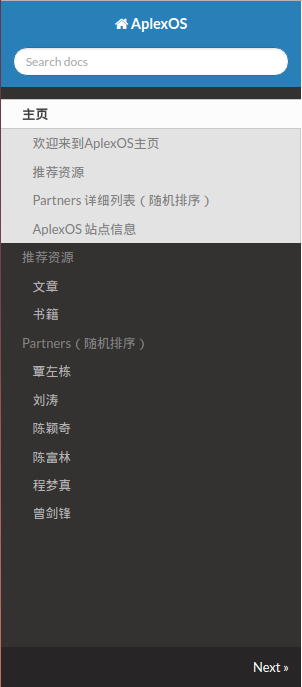 AplexOS
Search docs
主页
欢迎来到AplexOS主页
推荐资源
Partners 详细列表（随机排序）
AplexOS 站点信息
推荐资源
文章
书籍
Partners（随机排序）
覃左栋
刘涛
陈颖奇
陈富林
程梦真
曾剑锋
Next »